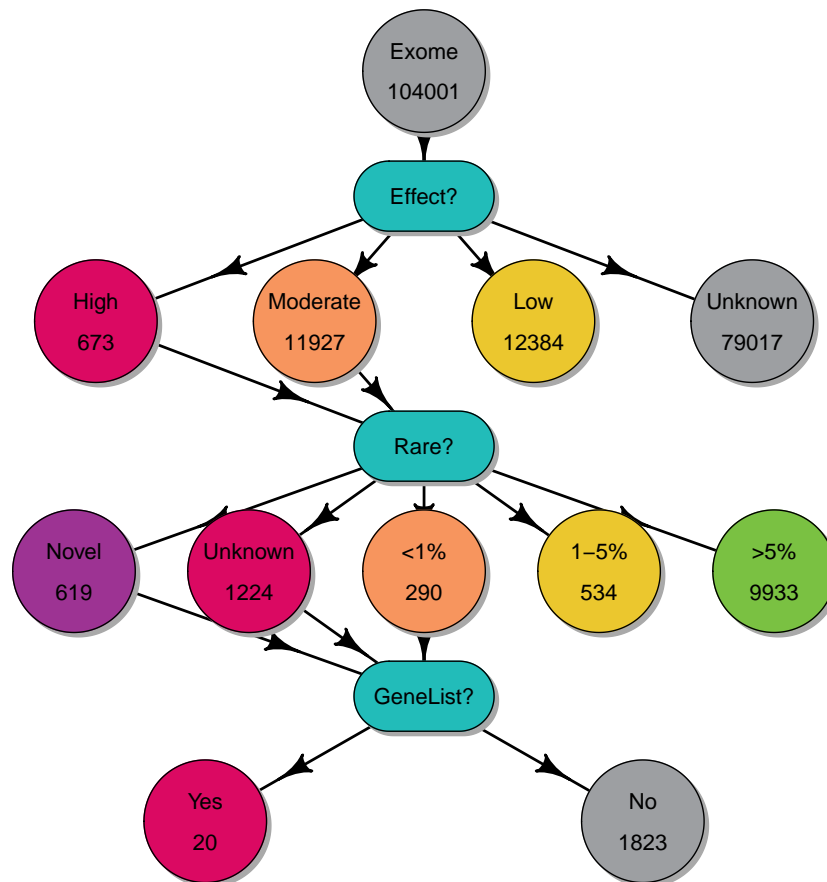 Exome
104001
Effect?
High
673
Moderate
11927
Low
12384
Unknown
79017
Rare?
Novel
619
Unknown
1224
<1%
290
1−5%
534
>5%
9933
GeneList?
Yes
20
No
1823